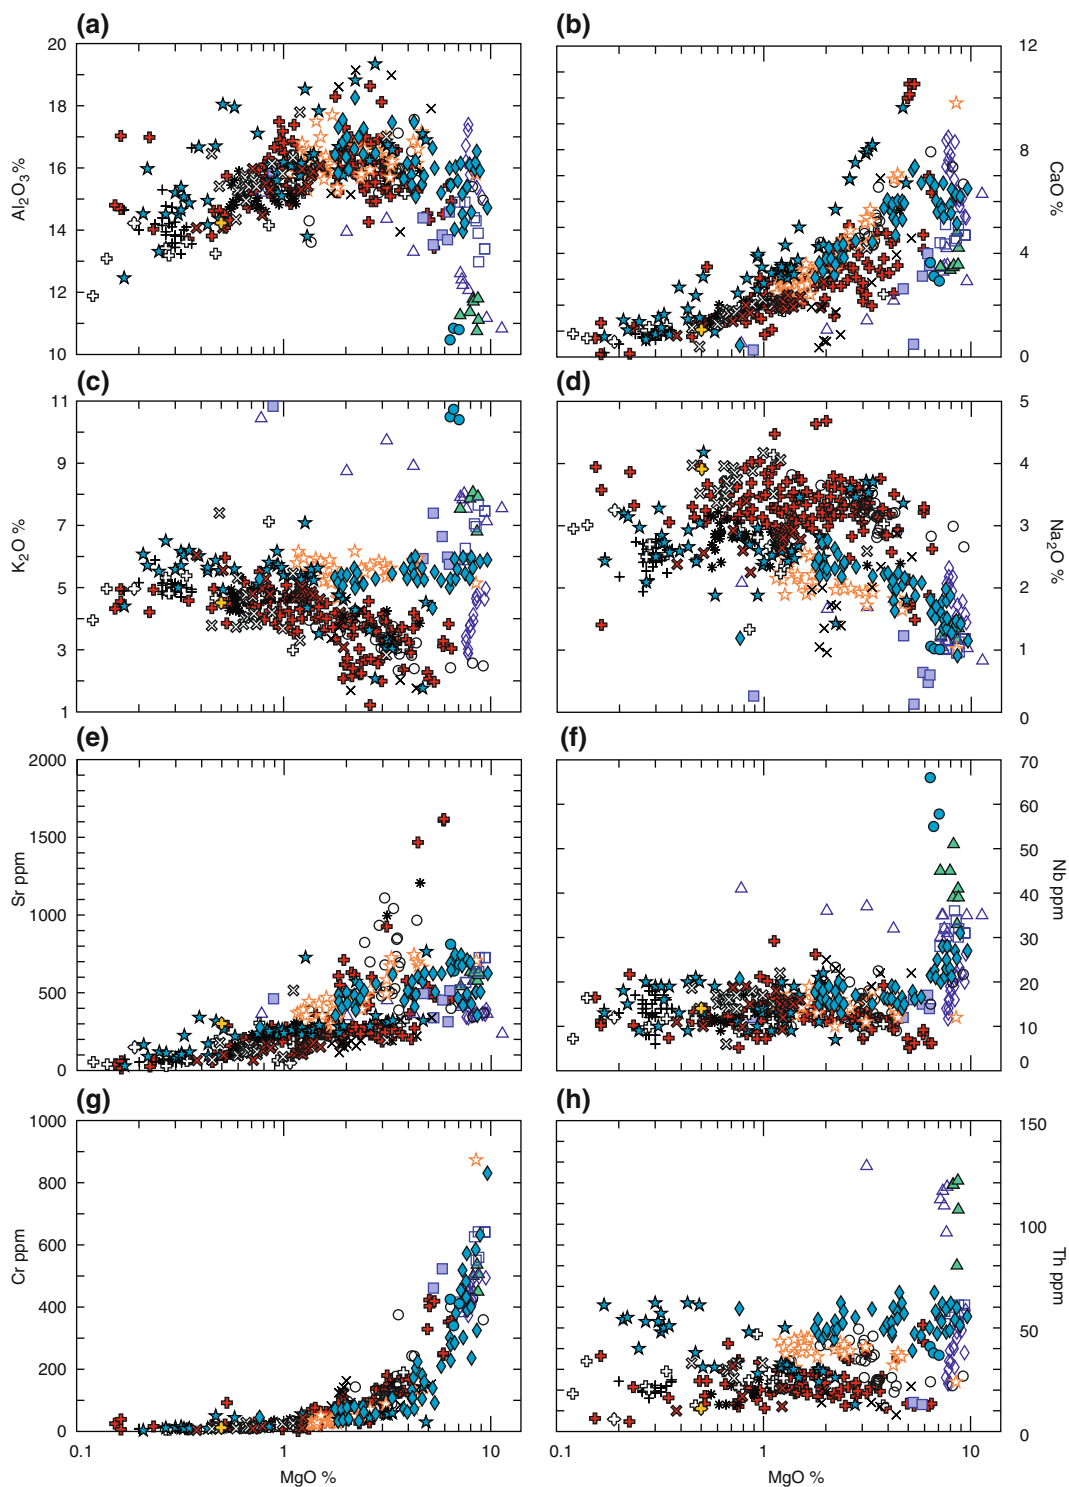 (a)
(b)
20
18
16
14
12
10
Al2O3 %
12
8
4
0
CaO %
(c)
(d)
11
9
7
5
3
1
K2O %
5
4
3
2
1
0
Na2O %
(e)
(f)
2000
1500
1000
500
0
Sr ppm
70
60
50
40
30
20
10
0
Nb ppm
(g)
(h)
1000
800
600
400
200
0
Cr ppm
150
100
50
0
Th ppm
0.1 1 10
0.1 1 10
MgO %
MgO %